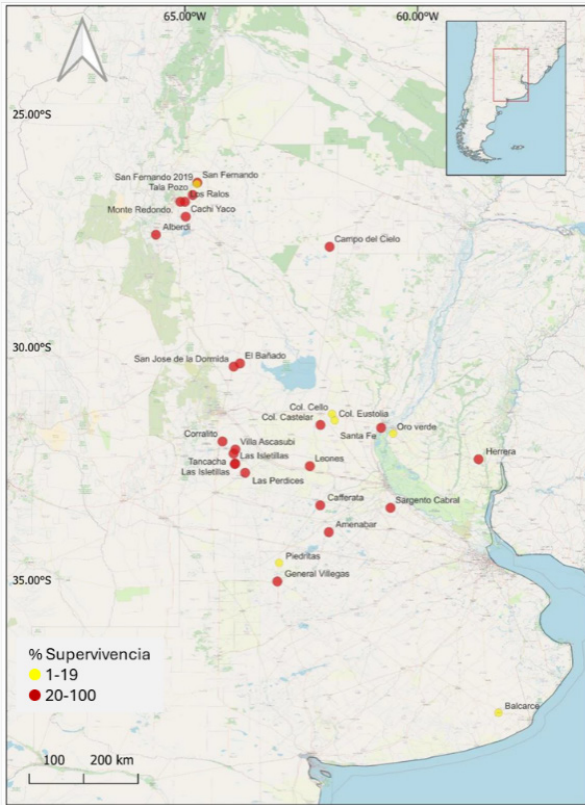 65.00°W
60.00°W
25.00°S
San Fernando 2019
San Fernando
Tala Pozo
Los Ralos
Monte Redondo.
Cachi Yaco
Alberdi
Campo del Cielo
30.00°S
San Jose de la Dormida
El Bañado
Col. Cello
Col. Eustolia
Col. Castelar
Santa Fe
Oro verde
Corralito
Villa Ascasubi
Las Isletillas
Tancacha
Las Isletillas
Leones
Herrera
Las Perdices
Cafferata
Sargento Cabral
Amenabar
Piedritas
35.00°S
General Villegas
% Supervivencia
1-19
20-100
Balcarce
100
200 km